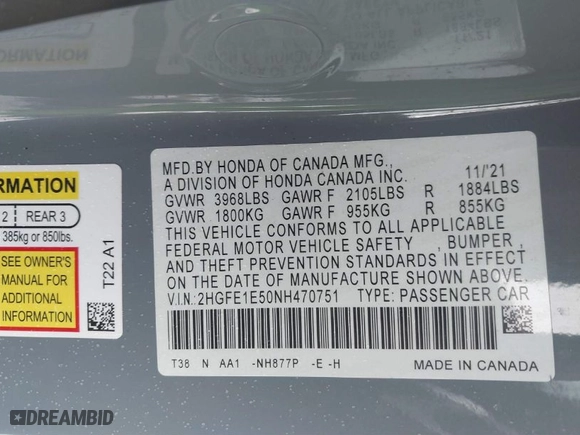 ORMATION
2 REAR 3
385kg or 850lbs.
SEE OWNER'S
MANUAL FOR
ADDITIONAL
INFORMATION
T22 A1
MFD.BY HONDA OF CANADA MFG., 11/'21
A DIVISION OF HONDA CANADA INC.
GVWR 3968LBS GAWR F 2105LBS R 1884LBS
GVWR 1800KG GAWR F 955KG R 855KG
THIS VEHICLE CONFORMS TO ALL APPLICABLE
FEDERAL MOTOR VEHICLE SAFETY , BUMPER ,
AND THEFT PREVENTION STANDARDS IN EFFECT
ON THE DATE OF MANUFACTURE SHOWN ABOVE.
V.I.N.:2HGFE1E50NH470751 TYPE: PASSENGER CAR
T38 N AA1 -NH877P -E -H
MADE IN CANADA
DREAMBID